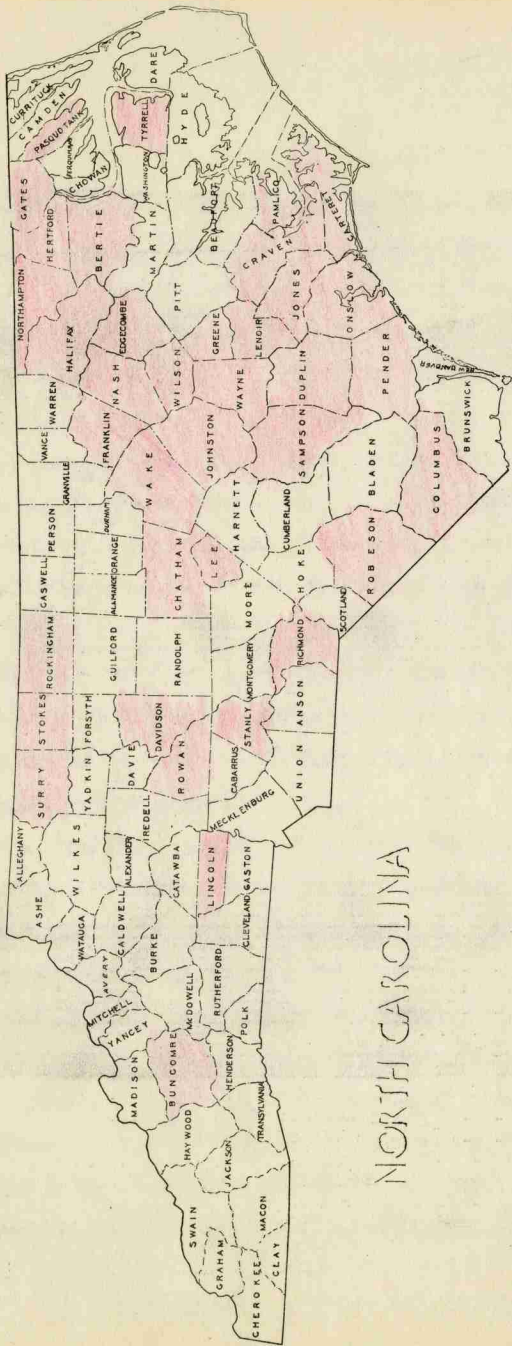 CURRITUCK
CAMDEN
PASQUOTANK
PERQUIMANS
CHOWAN
GATES
HERTFORD
NORTHAMPTON
BERTIE
HALIFAX
WARREN
VANCE
GRANVILLE
PERSON
CASWELL
ROCKINGHAM
STOKES
SURRY
ALLEGHANY
ASHE
WATAUGA
WILKES
YADKIN
FORSYTH
GUILFORD
ALAMANCE
ORANGE
DURHAM
FRANKLIN
NASH
EDGECOMBE
MARTIN
WASHINGTON
TYRRELL
DARE
HYDE
BEAUFORT
PITT
WILSON
WAKE
CHATHAM
RANDOLPH
DAVIDSON
DAVIE
ROWAN
IREDELL
ALEXANDER
CALDWELL
AVERY
MITCHELL
YANCEY
MADISON
BUNCOMBE
McDOWELL
BURKE
CATAWBA
LINCOLN
GASTON
CLEVELAND
RUTHERFORD
POLK
HENDERSON
TRANSYLVANIA
HAYWOOD
JACKSON
SWAIN
GRAHAM
MACON
CLAY
CHEROKEE
MECKLENBURG
CABARRUS
STANLY
UNION
ANSON
MONTGOMERY
RICHMOND
MOORE
LEE
HARNETT
HOKE
SCOTLAND
ROBESON
CUMBERLAND
BLADEN
COLUMBUS
BRUNSWICK
NEW HANOVER
PENDER
SAMPSON
DUPLIN
JOHNSTON
WAYNE
GREENE
LENOIR
JONES
ONSLOW
CRAVEN
PAMLICO
CARTERET
NORTH CAROLINA